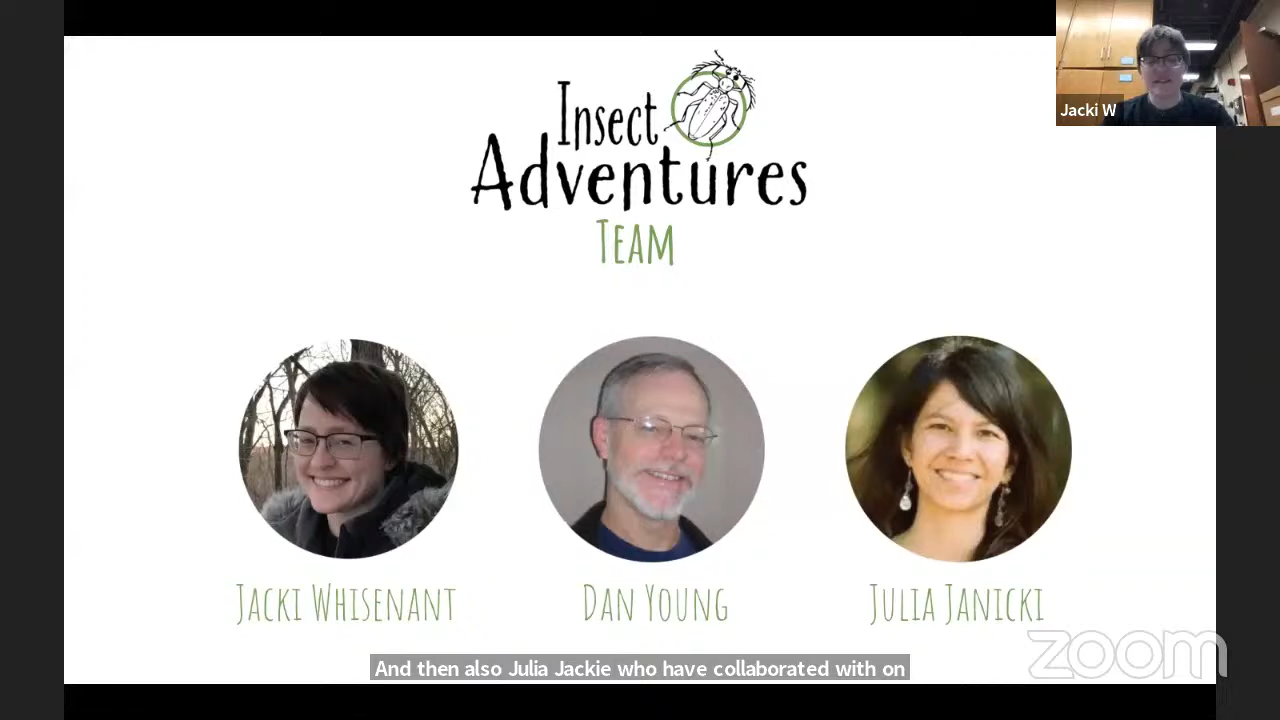 Jacki W
Insect
Adventures
Team
Jacki Whisenant
Dan Young
Julia Janicki
zoom
And then also Julia Jackie who have collaborated with on